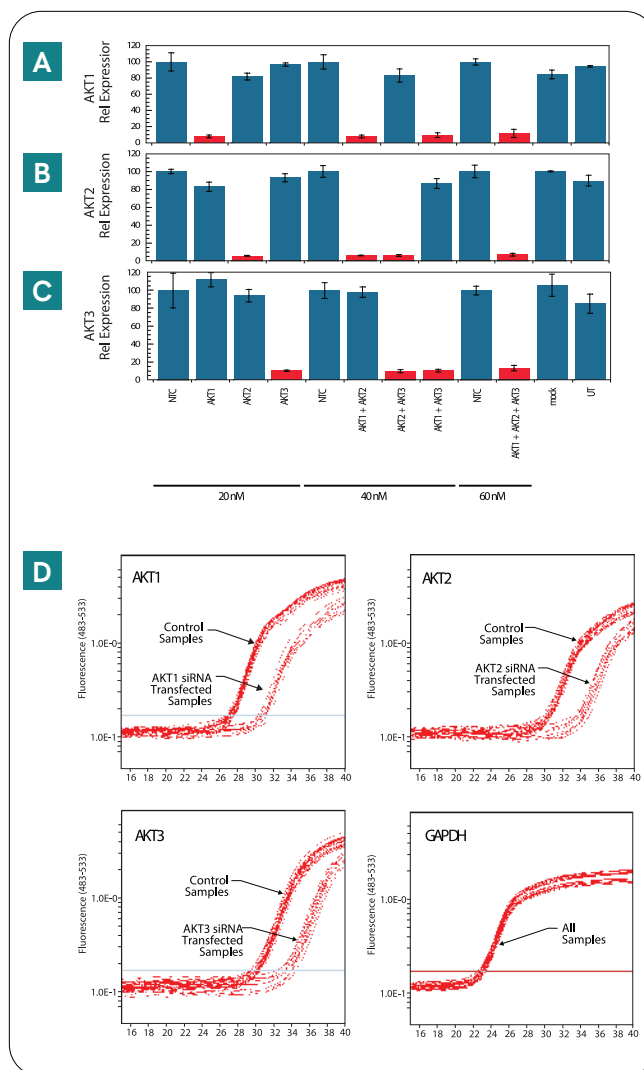 A
AKT1
Rel Expression
120
100
80
60
40
20
0
B
AKT2
Rel Expression
120
100
80
60
40
20
0
C
AKT3
Rel Expression
120
100
80
60
40
20
0
NTC
AKT1
AKT2
AKT3
NTC
AKT1 + AKT2
AKT2 + AKT3
AKT1 + AKT3
NTC
AKT1 + AKT2 + AKT3
mock
UT
20 nM
40 nM
60 nM
D
AKT1
Fluorescence (483-533)
1.0E-0
1.0E-1
Control
Samples
AKT1 siRNA
Transfected
Samples
16 18 20 22 24 26 28 30 32 34 36 38 40
AKT2
Fluorescence (483-533)
1.0E-0
1.0E-1
Control
Samples
AKT2 siRNA
Transfected
Samples
16 18 20 22 24 26 28 30 32 34 36 38 40
AKT3
Fluorescence (483-533)
1.0E-0
1.0E-1
Control
Samples
AKT3 siRNA
Transfected
Samples
16 18 20 22 24 26 28 30 32 34 36 38 40
GAPDH
Fluorescence (483-533)
1.0E-0
1.0E-1
All
Samples
16 18 20 22 24 26 28 30 32 34 36 38 40